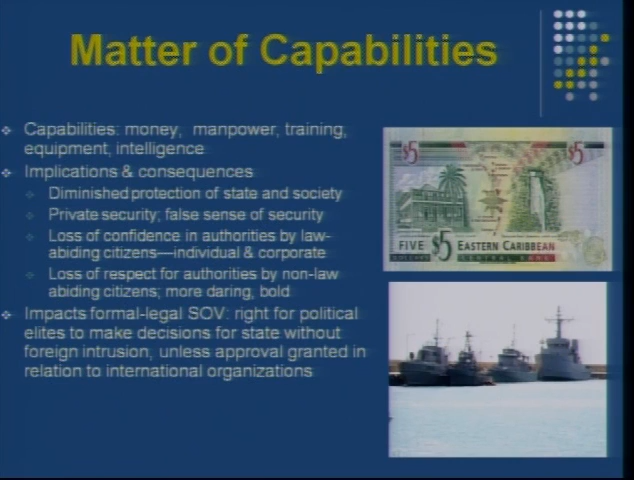 Matter of Capabilities
Capabilities: money, manpower, training,
equipment, intelligence
Implications & consequences
Diminished protection of state and society
Private security; false sense of security
Loss of confidence in authorities by law-
abiding citizens—individual & corporate
Loss of respect for authorities by non-law
abiding citizens; more daring, bold
Impacts formal-legal SOV: right for political
elites to make decisions for state without
foreign intrusion, unless approval granted in
relation to international organizations
$5 $5
FIVE $5 EASTERN CARIBBEAN
DOLLARS CENTRAL BANK